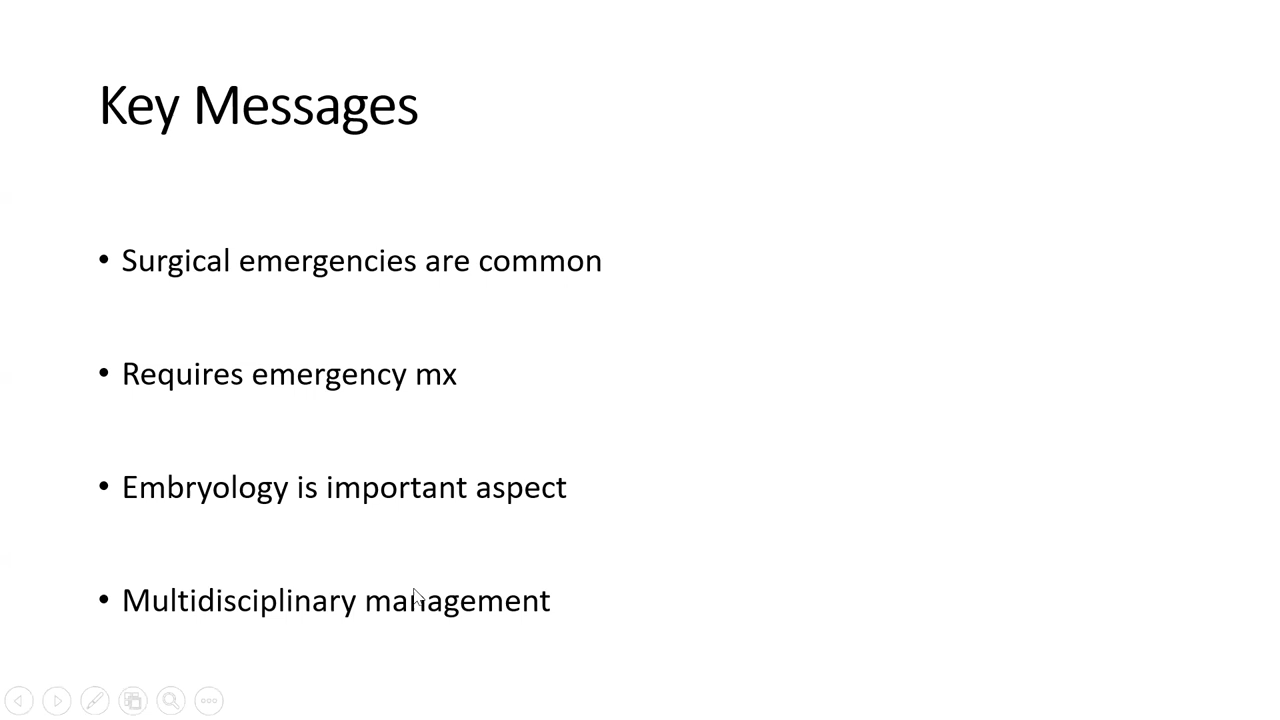 Key Messages
• Surgical emergencies are common
• Requires emergency mx
• Embryology is important aspect
• Multidisciplinary management